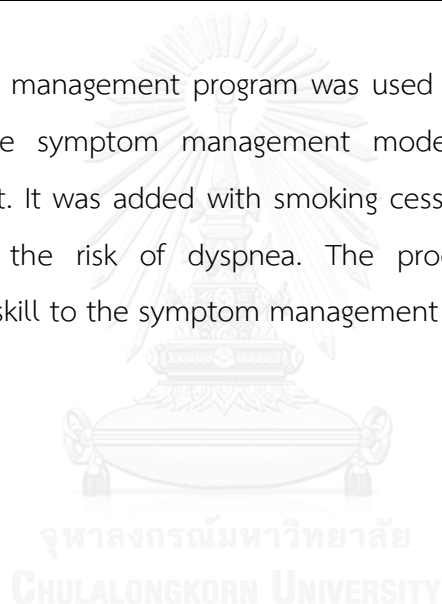 management program was used
e symptom management mode
t. It was added with smoking cess
the risk of dyspnea. The pro
skill to the symptom management
จุฬาลงกรณ์มหาวิทยาลัย
CHULALONGKORN UNIVERSITY